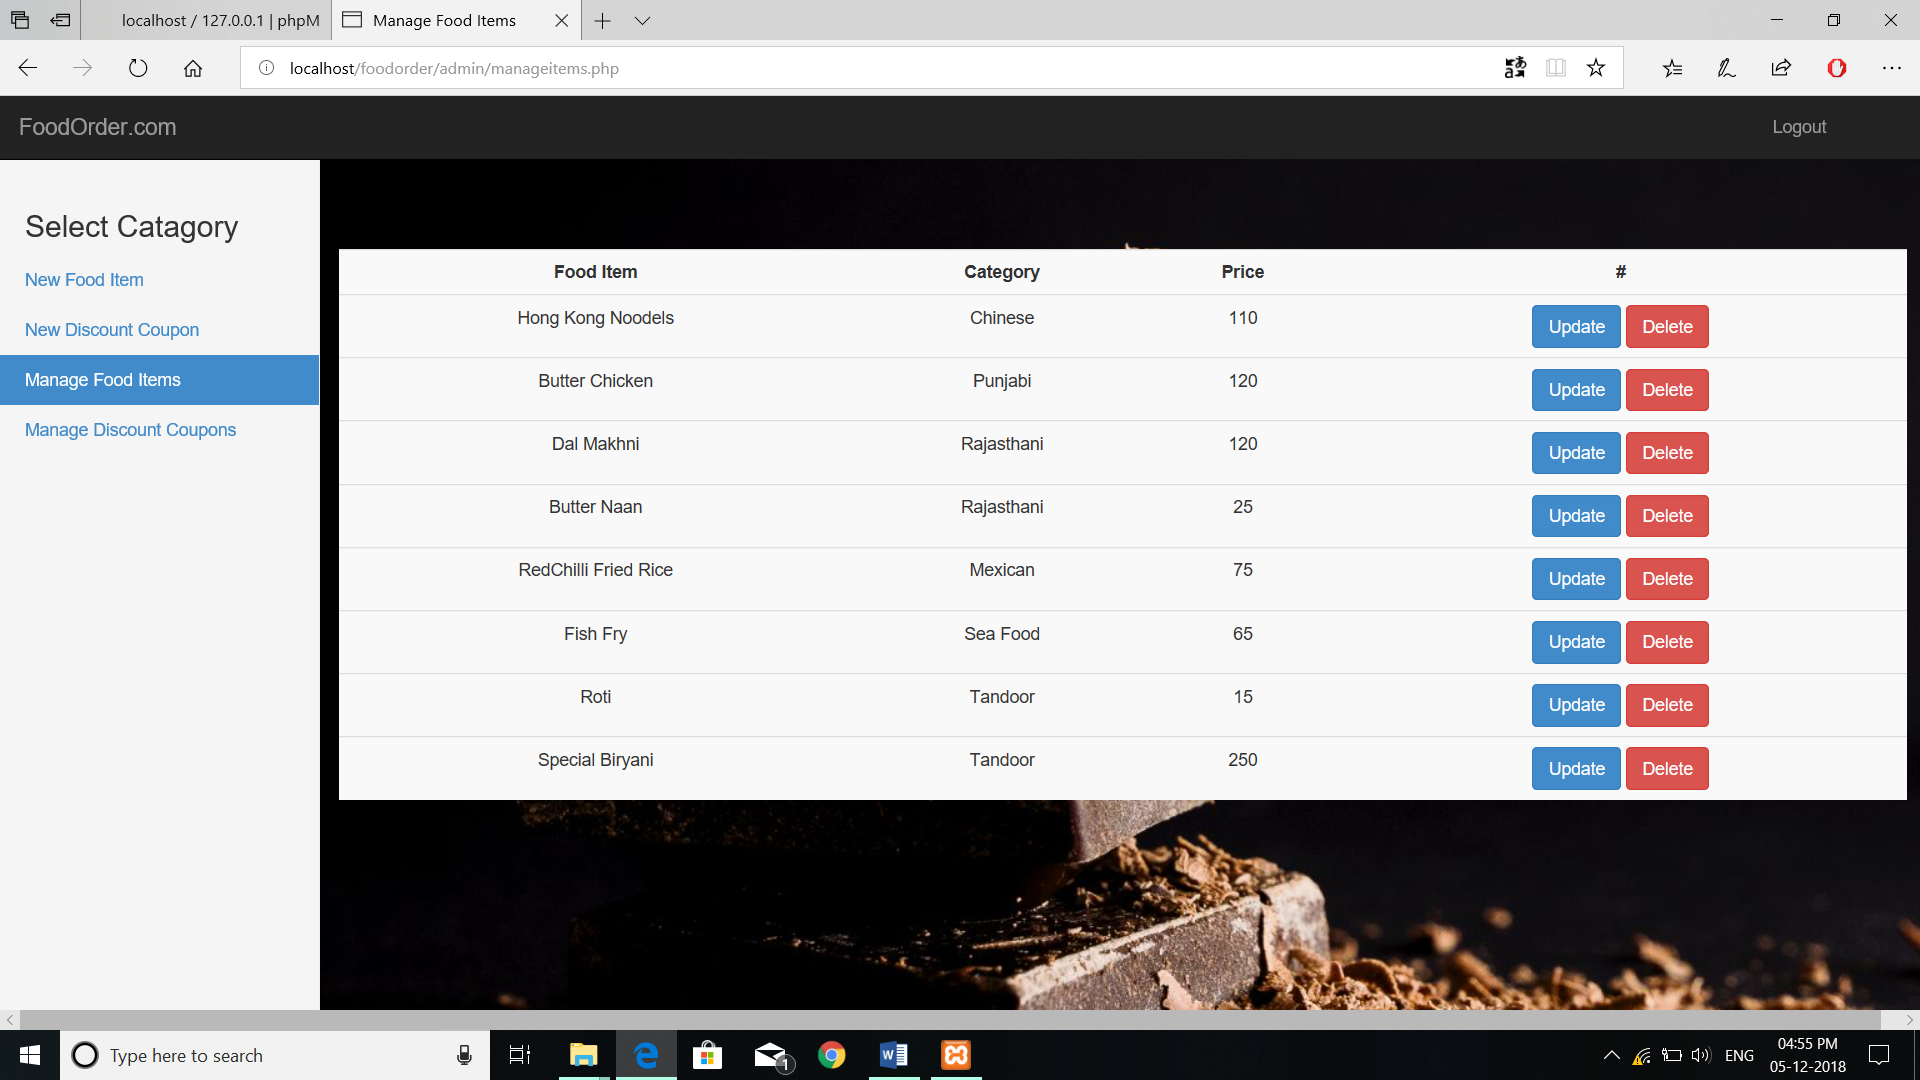 localhost / 127.0.0.1 | phpM
Manage Food Items
localhost/foodorder/admin/manageitems.php
FoodOrder.com
Logout
Select Catagory
New Food Item
New Discount Coupon
Manage Food Items
Manage Discount Coupons
Food Item Category Price #
Hong Kong Noodels Chinese 110 Update Delete
Butter Chicken Punjabi 120 Update Delete
Dal Makhni Rajasthani 120 Update Delete
Butter Naan Rajasthani 25 Update Delete
RedChilli Fried Rice Mexican 75 Update Delete
Fish Fry Sea Food 65 Update Delete
Roti Tandoor 15 Update Delete
Special Biryani Tandoor 250 Update Delete
Type here to search
1
ENG
04:55 PM
05-12-2018